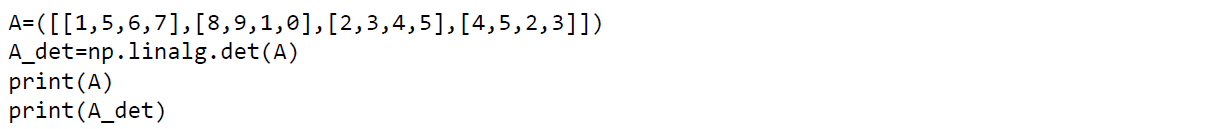 A=([[1,5,6,7],[8,9,1,0],[2,3,4,5],[4,5,2,3]])
A_det=np.linalg.det(A)
print(A)
print(A_det)